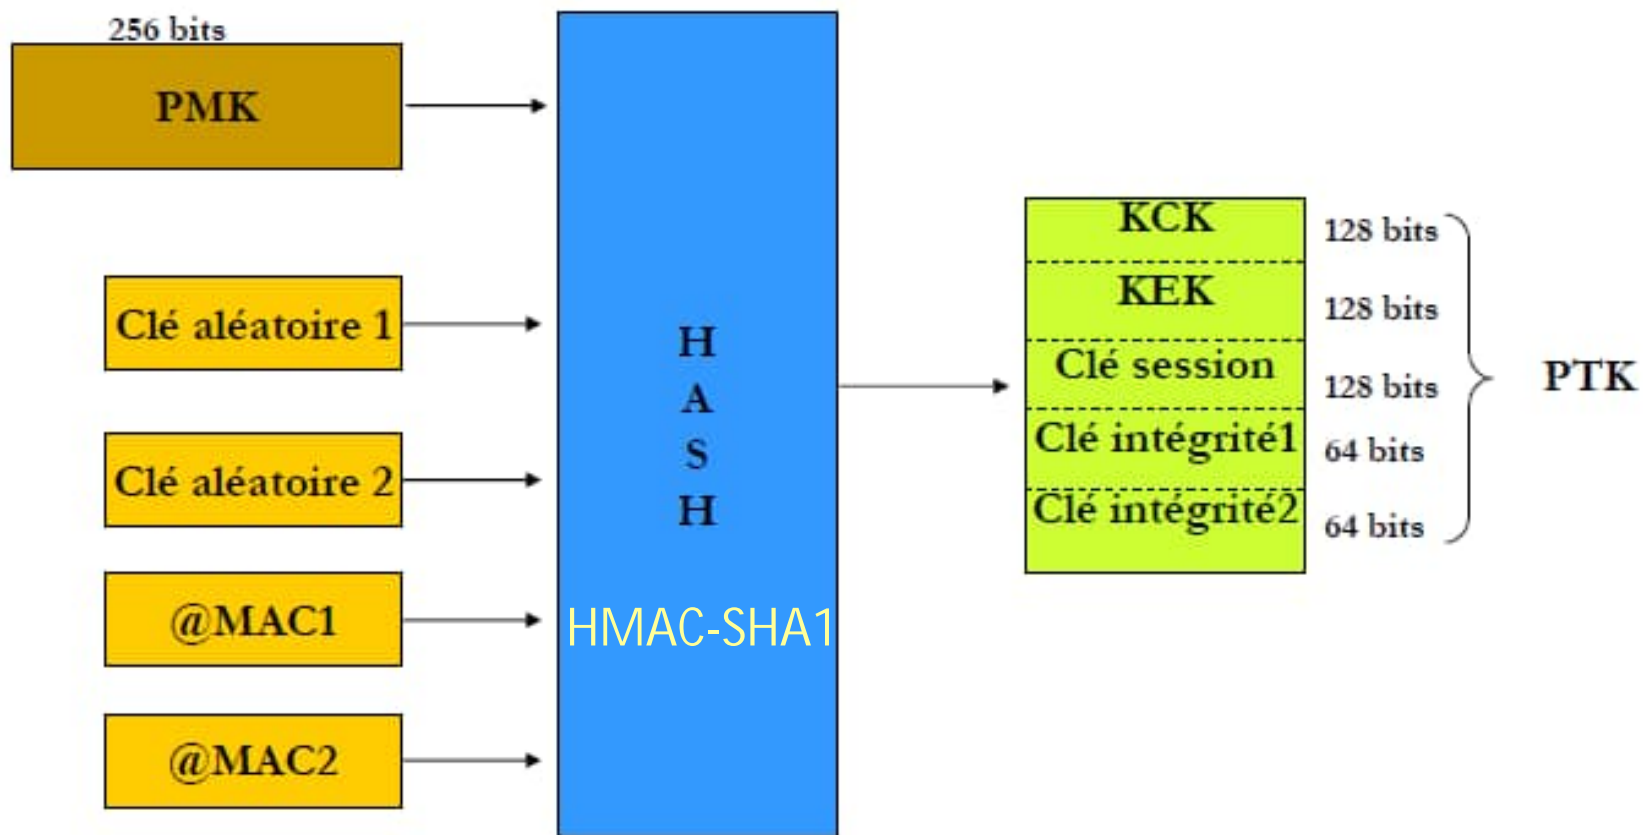 256 bits
PMK
Clé aléatoire 1
Clé aléatoire 2
@MAC1
@MAC2
H
A
S
H
HMAC-SHA1
KCK
128 bits
KEK
128 bits
Clé session
128 bits
Clé intégrité1
64 bits
Clé intégrité2
64 bits
PTK